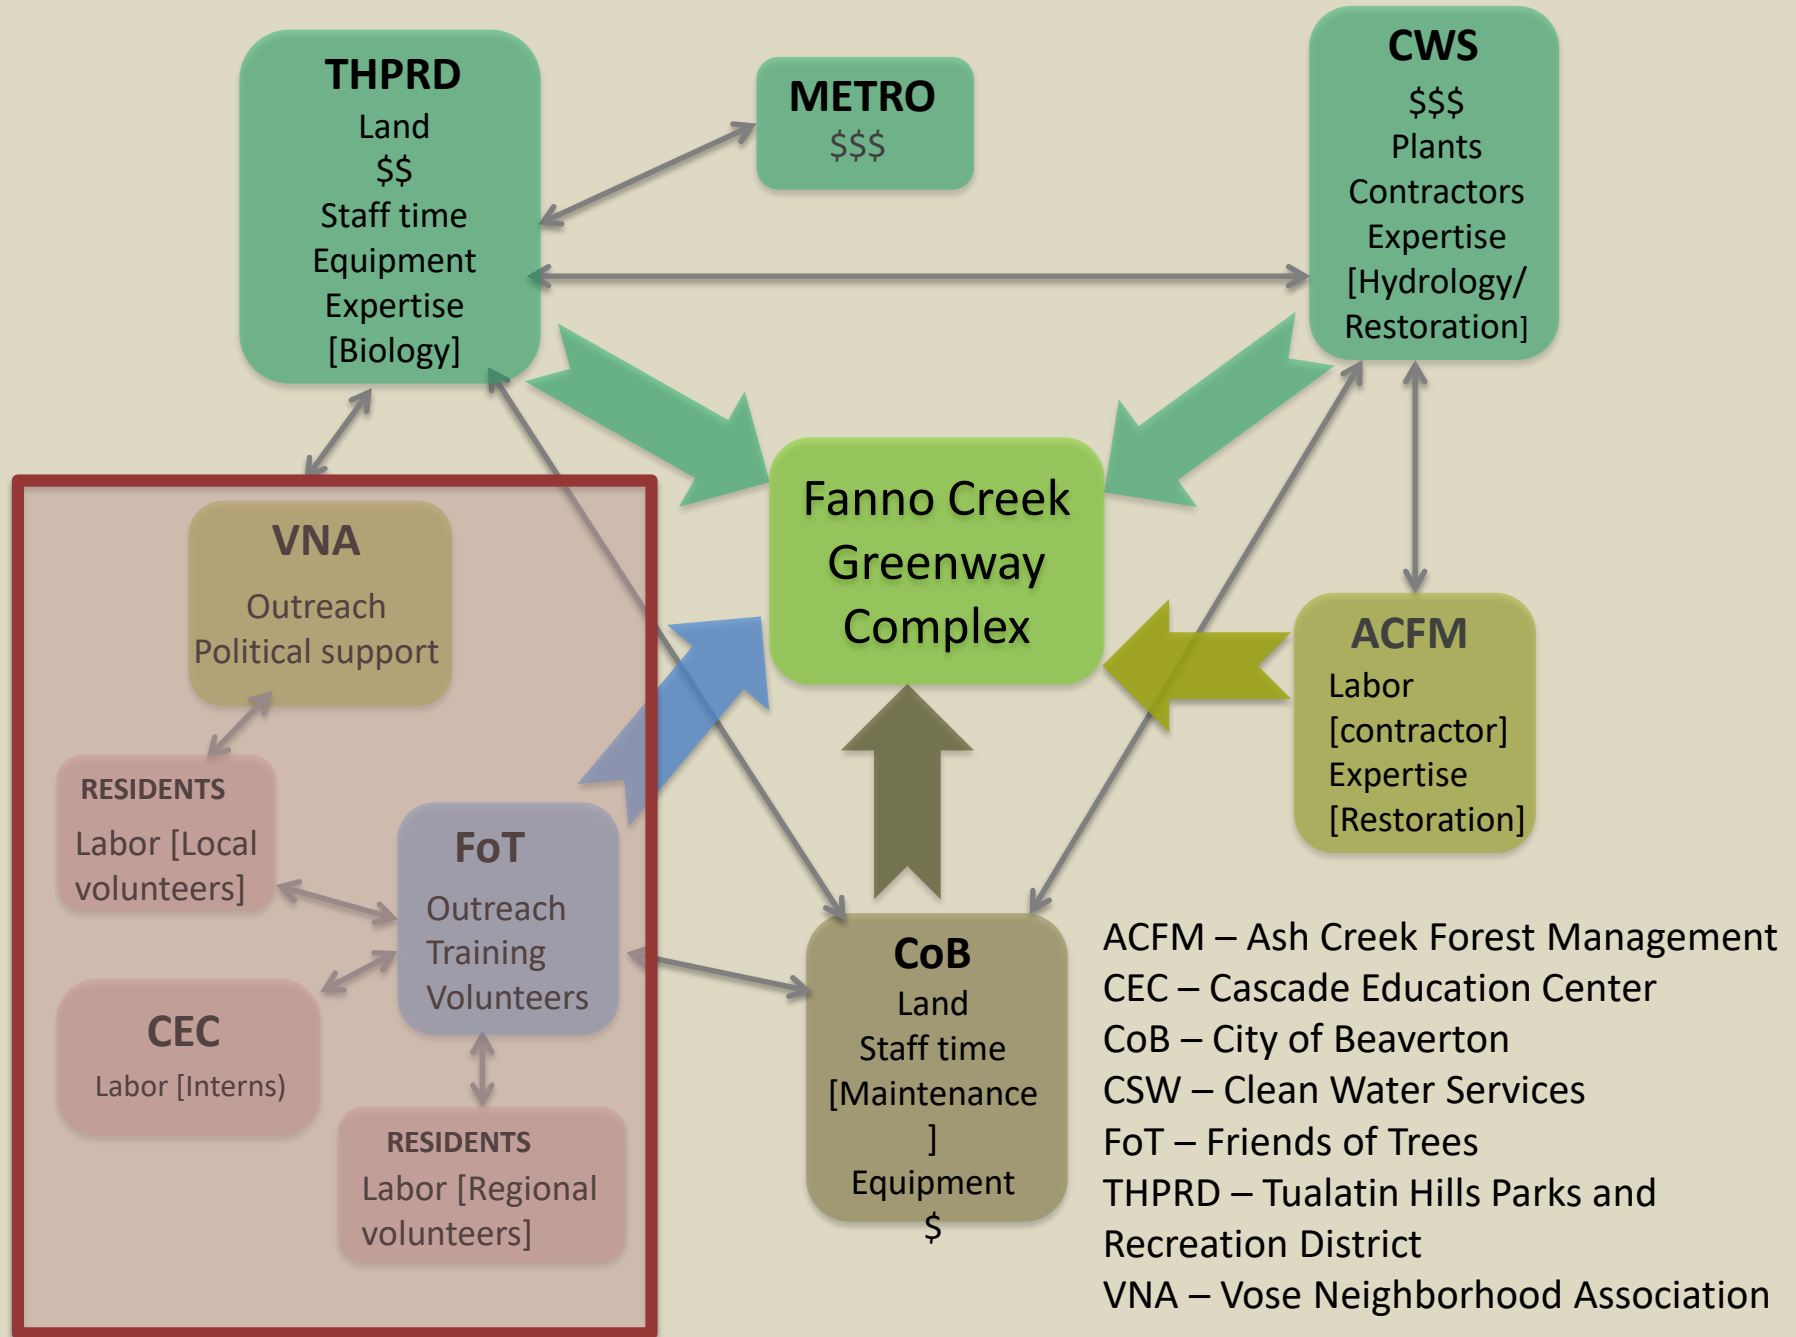 THPRD
Land
$$
Staff time
Equipment
Expertise
[Biology]
METRO
$$$
CWS
$$$
Plants
Contractors
Expertise
[Hydrology/
Restoration]
Fanno Creek
Greenway
Complex
VNA
Outreach
Political support
RESIDENTS
Labor [Local
volunteers]
FoT
Outreach
Training
Volunteers
CEC
Labor [Interns)
RESIDENTS
Labor [Regional
volunteers]
ACFM
Labor
[contractor]
Expertise
[Restoration]
CoB
Land
Staff time
[Maintenance
]
Equipment
$
ACFM – Ash Creek Forest Management
CEC – Cascade Education Center
CoB – City of Beaverton
CSW – Clean Water Services
FoT – Friends of Trees
THPRD – Tualatin Hills Parks and
Recreation District
VNA – Vose Neighborhood Association